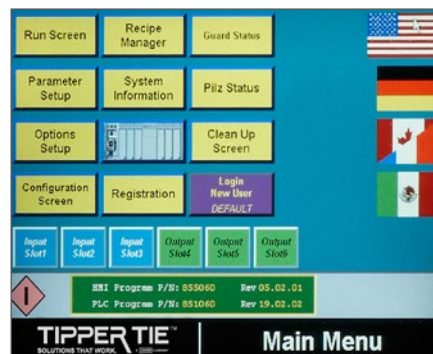 Run Screen
Recipe
Manager
Guard Status
Parameter
Setup
System
Information
Pilz Status
Options
Setup
Clean Up
Screen
Configuration
Screen
Registration
Login
New User
DEFAULT
Input
Slot1
Input
Slot2
Input
Slot3
Output
Slot4
Output
Slot5
Output
Slot6
HMI Program P/N: 855060 Rev 05.02.01
PLC Program P/N: 851060 Rev 19.02.02
I
TIPPER TIE™
SOLUTIONS THAT WORK.
Main Menu